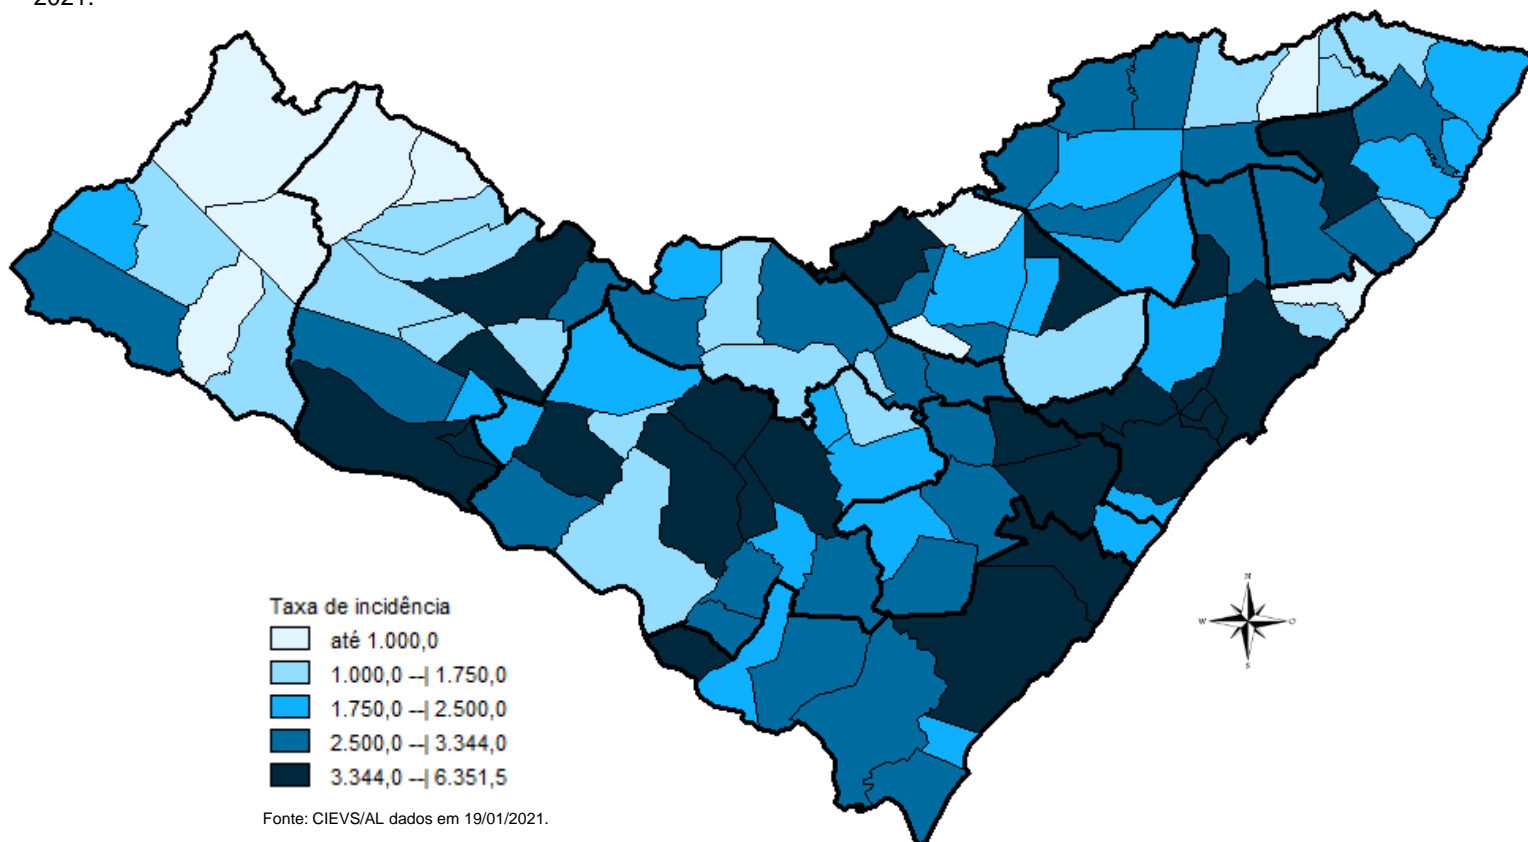 2021.
N
W
O
S
Taxa de incidência
até 1.000,0
1.000,0 --| 1.750,0
1.750,0 --| 2.500,0
2.500,0 --| 3.344,0
3.344,0 --| 6.351,5
Fonte: CIEVS/AL dados em 19/01/2021.